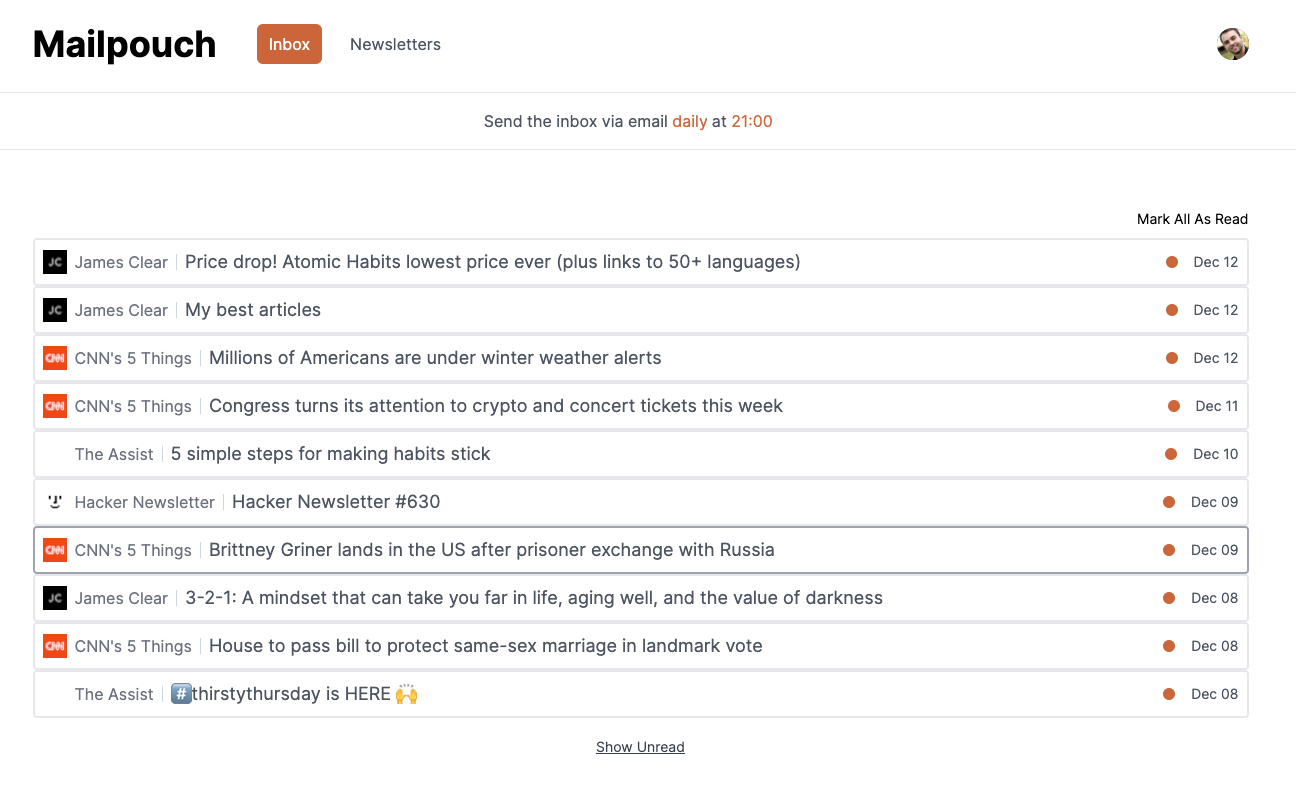 Mailpouch Inbox Newsletters
Send the inbox via email daily at 21:00
Mark All As Read
JC James Clear Price drop! Atomic Habits lowest price ever (plus links to 50+ languages) Dec 12
JC James Clear My best articles Dec 12
CNN CNN's 5 Things Millions of Americans are under winter weather alerts Dec 12
CNN CNN's 5 Things Congress turns its attention to crypto and concert tickets this week Dec 11
The Assist 5 simple steps for making habits stick Dec 10
Hacker Newsletter Hacker Newsletter #630 Dec 09
CNN CNN's 5 Things Brittney Griner lands in the US after prisoner exchange with Russia Dec 09
JC James Clear 3-2-1: A mindset that can take you far in life, aging well, and the value of darkness Dec 08
CNN CNN's 5 Things House to pass bill to protect same-sex marriage in landmark vote Dec 08
The Assist #️⃣thirstythursday is HERE 🙌 Dec 08
Show Unread